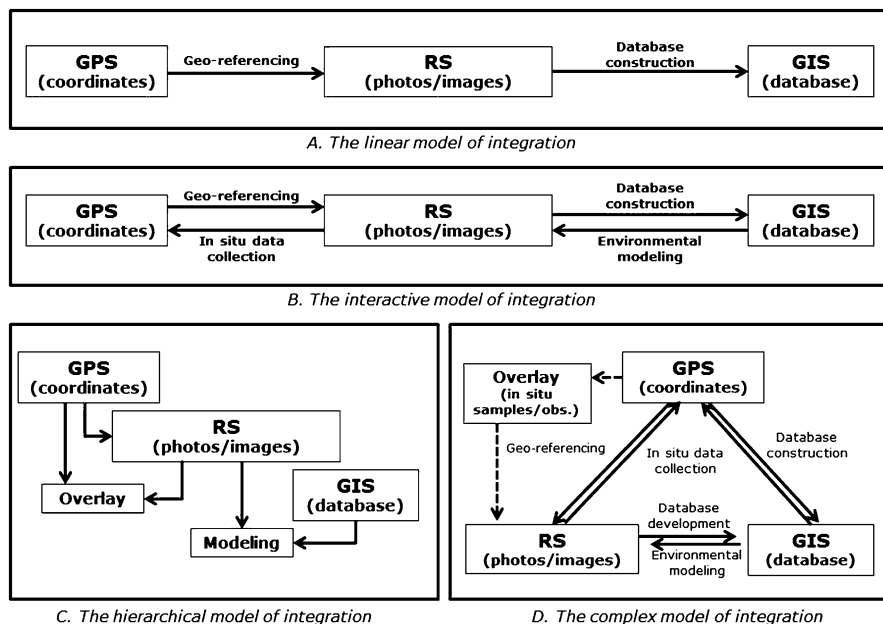 GPS
(coordinates)
Geo-referencing
RS
(photos/images)
Database
construction
GIS
(database)
A. The linear model of integration
GPS
(coordinates)
Geo-referencing
In situ data
collection
RS
(photos/images)
Database
construction
Environmental
modeling
GIS
(database)
B. The interactive model of integration
GPS
(coordinates)
RS
(photos/images)
Overlay
GIS
(database)
Modeling
C. The hierarchical model of integration
Overlay
(in situ
samples/obs.)
GPS
(coordinates)
Geo-referencing
In situ data
collection
Database
construction
RS
(photos/images)
Database
development
Environmental
modeling
GIS
(database)
D. The complex model of integration